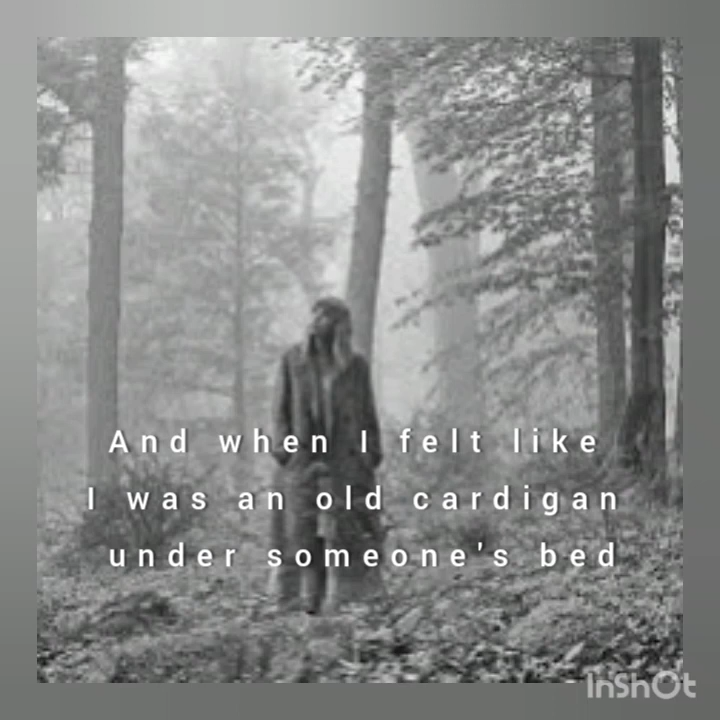 And when I felt like
I was an old cardigan
under someone's bed
InShOt